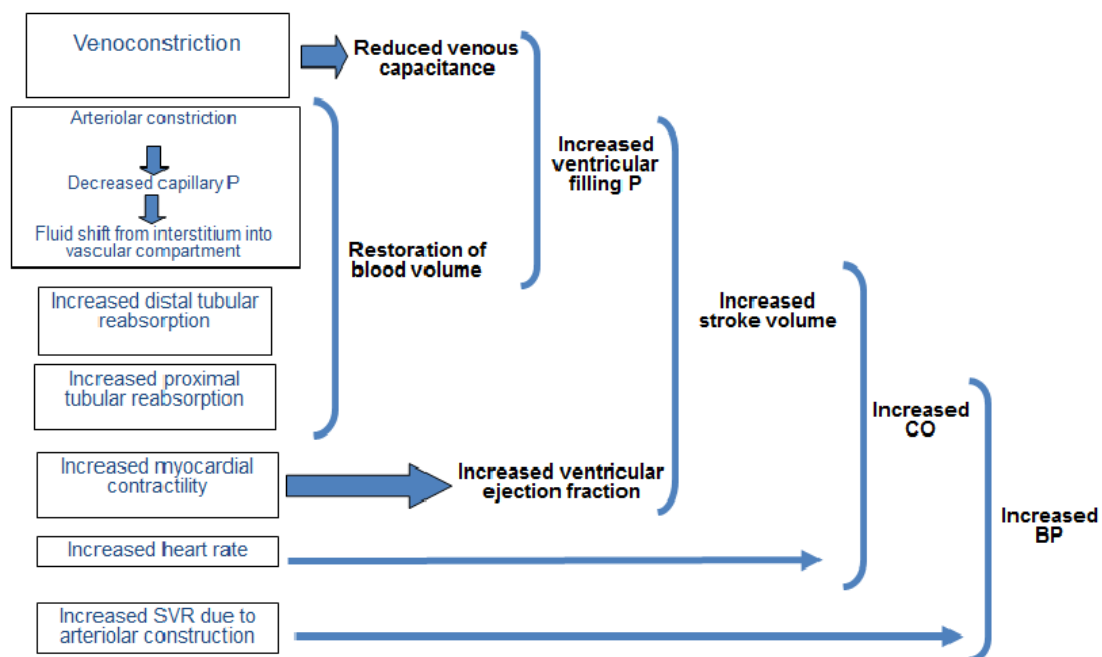 Venoconstriction
Reduced venous
capacitance
Arteriolar constriction
Decreased capillary IP
Fluid shift from interstitium into
vascular compartment
Increased
ventricular
filling P
Restoration of
blood volume
Increased distal tubular
reabsorption
Increased
stroke volume
Increased proximal
tubular reabsorption
Increased
CO
Increased myocardial
contractility
Increased ventricular
ejection fraction
Increased
BP
Increased heart rate
Increased SVR due to
arteriolar construction